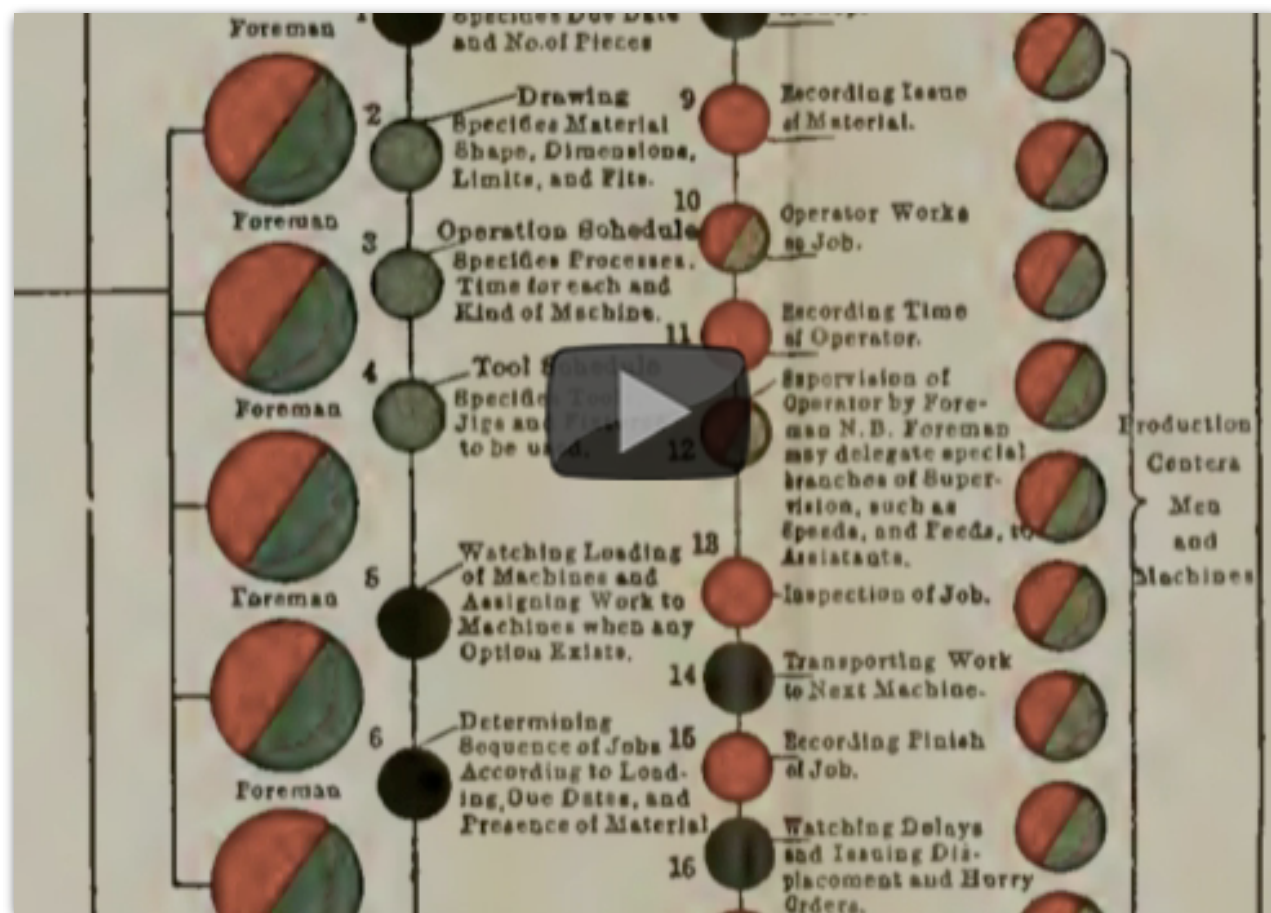 Foreman
Foreman
Foreman
Foreman
Foreman
Specifies Due Date
and No. of Pieces
2
Drawing
Specifies Material
Shape, Dimensions,
Limits, and Fits.
3
Operation Schedule
Specifies Processes.
Time for each and
Kind of Machine.
4
Tool Schedule
Specifies Tools
Jigs and
to be used.
5
Watching Loading
of Machines and
Assigning Work to
Machines when any
Option Exists.
6
Determining
Sequence of Jobs
According to Load-
ing, Due Dates, and
Presence of Material
9
Recording Issue
of Material.
10
Operator Works
on Job.
11
Recording Time
of Operator.
12
Supervision of
Operator by Fore-
man N.B. Foreman
may delegate special
branches of Super-
vision, such as
Speeds, and Feeds, to
Assistants.
13
Inspection of Job.
14
Transporting Work
to Next Machine.
15
Recording Finish
of Job.
16
Watching Delays
and Issuing Dis-
placement and Hurry
Orders.
Production
Centers
Men
and
Machines